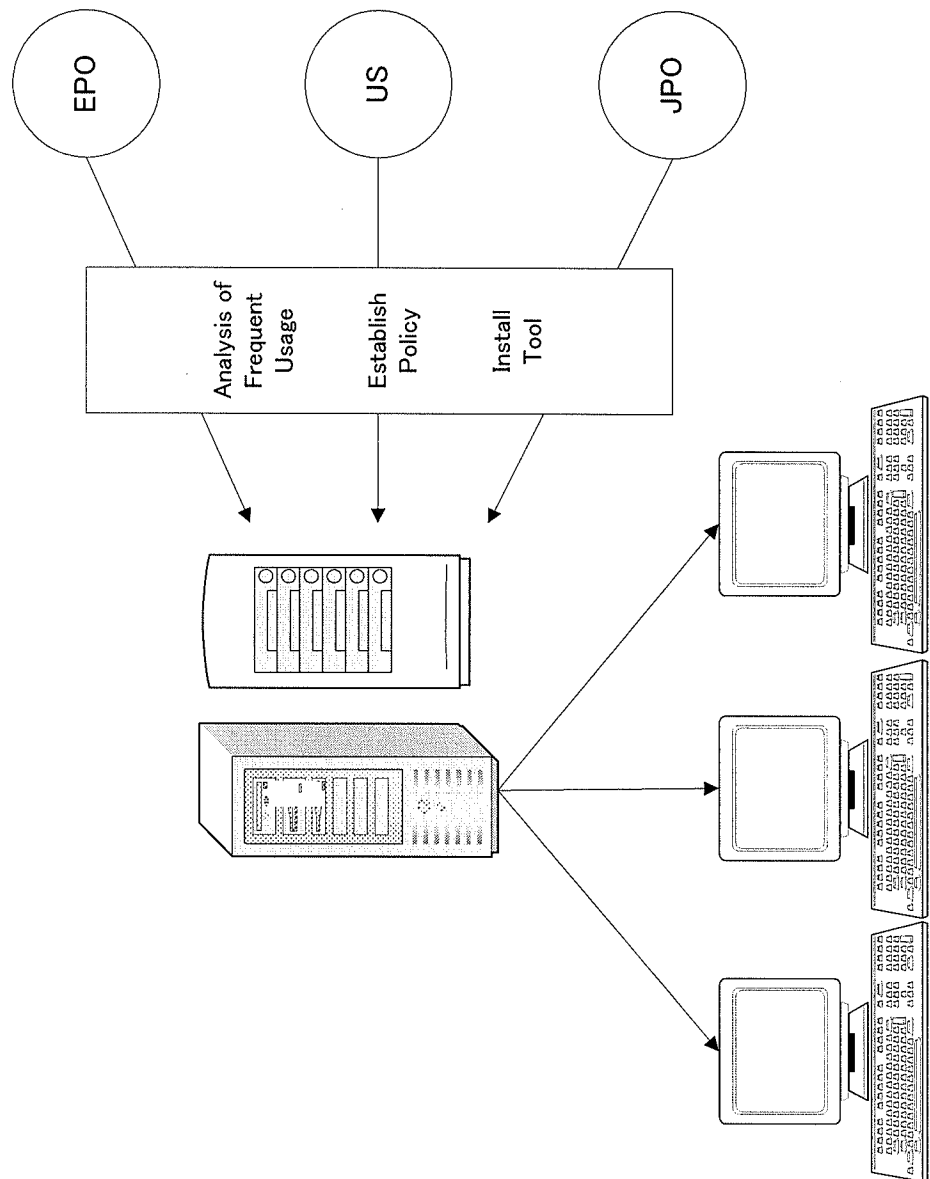 EPO
US
JPO
Analysis of
Frequent
Usage
Establish
Policy
Install
Tool